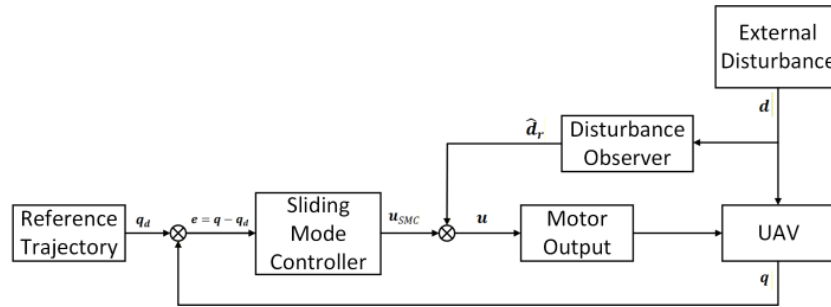 External
Disturbance
d
d̂_r
Disturbance
Observer
Reference
Trajectory
q_d
e = q − q_d
Sliding
Mode
Controller
u_SMC
u
Motor
Output
UAV
q